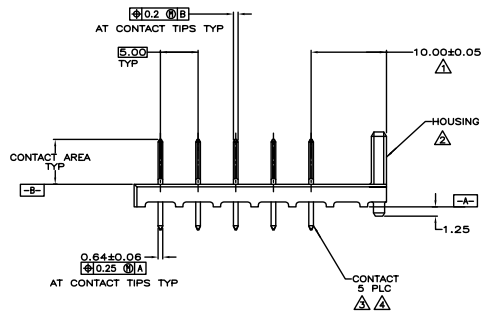 ⌖ 0.2 Ⓜ B
AT CONTACT TIPS TYP
5.00
TYP
10.00±0.05
1
HOUSING
2
CONTACT AREA
TYP
-B-
-A-
1.25
0.64±0.06
⌖ 0.25 Ⓜ A
AT CONTACT TIPS TYP
CONTACT
5 PLC
3 4